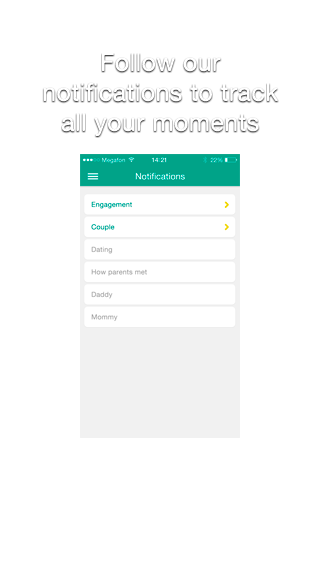 Follow our
notifications to track
all your moments
Megafon 14:21 22%
Notifications
Engagement
Couple
Dating
How parents met
Daddy
Mommy